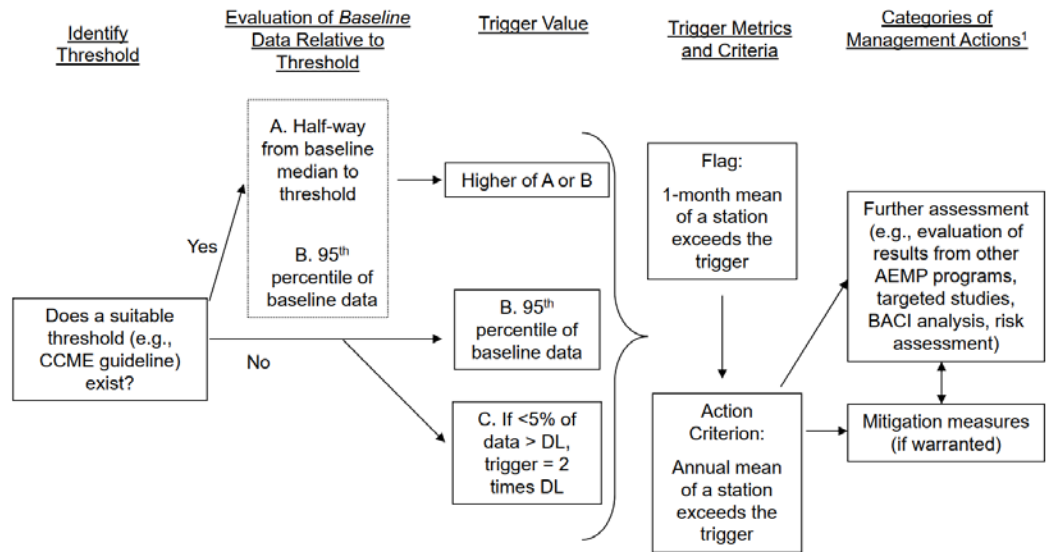 Identify
Threshold
Evaluation of Baseline
Data Relative to
Threshold
Trigger Value
Trigger Metrics
and Criteria
Categories of
Management Actions¹
Does a suitable
threshold (e.g.,
CCME guideline)
exist?
Yes
No
A. Half-way
from baseline
median to
threshold
B. 95th
percentile of
baseline data
Higher of A or B
B. 95th
percentile of
baseline data
C. If <5% of
data > DL,
trigger = 2
times DL
Flag:
1-month mean
of a station
exceeds the
trigger
Action
Criterion:
Annual mean
of a station
exceeds the
trigger
Further assessment
(e.g., evaluation of
results from other
AEMP programs,
targeted studies,
BACI analysis, risk
assessment)
Mitigation measures
(if warranted)